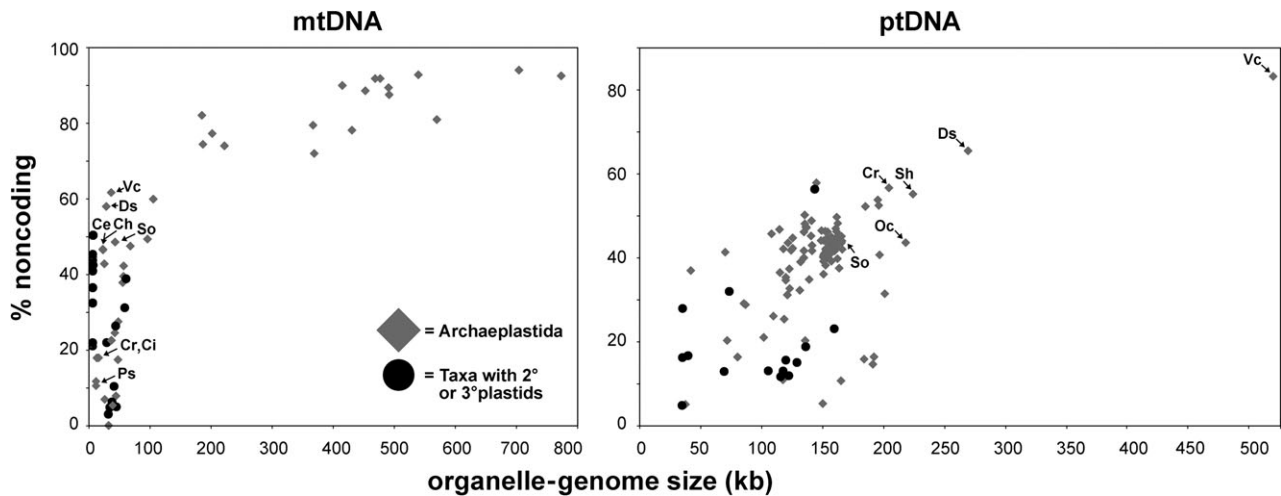 mtDNA
ptDNA
% noncoding
100
80
60
40
20
0
0
100
200
300
400
500
600
700
800
Vc
Ds
Ce Ch
So
Cr,Ci
Ps
= Archaeplastida
= Taxa with 2°
or 3°plastids
80
60
40
20
0
0
50
100
150
200
250
300
350
400
450
500
Vc
Ds
Cr
Sh
Oc
So
organelle-genome size (kb)